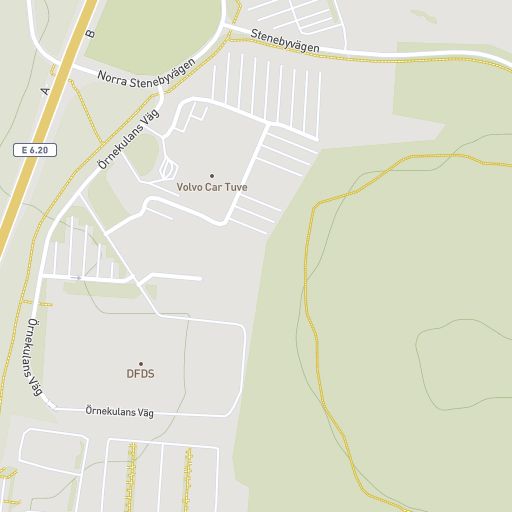 B
Stenebyvägen
Norra Stenebyvägen
A
Örnekulans Väg
E 6.20
Volvo Car Tuve
Örnekulans Väg
DFDS
Örnekulans Väg